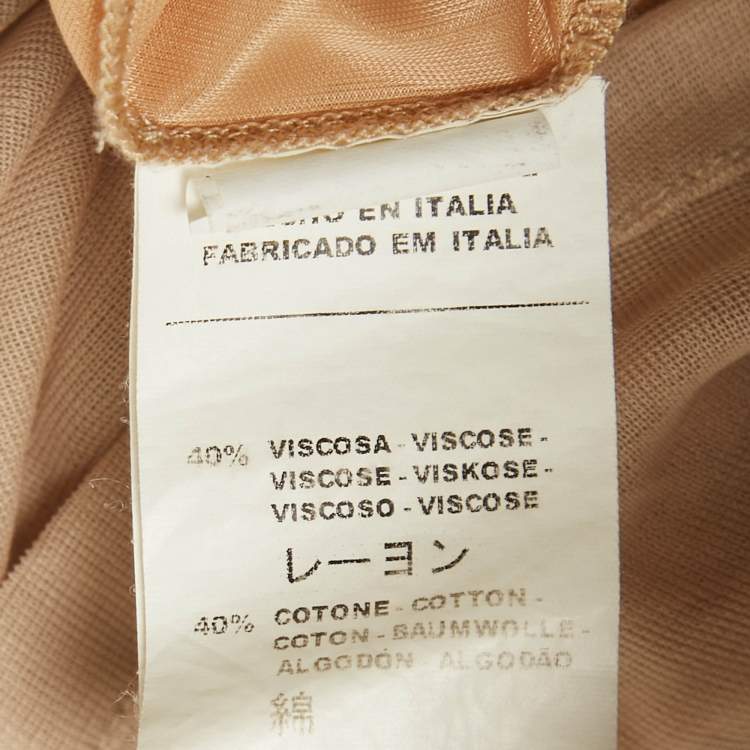 EN ITALIA
FABRICADO EM ITALIA
40% VISCOSA - VISCOSE -
VISCOSE - VISKOSE -
VISCOSO - VISCOSE
レーヨン
40% COTONE - COTTON -
COTON - BAUMWOLLE -
ALGODÓN - ALGODÃO
綿